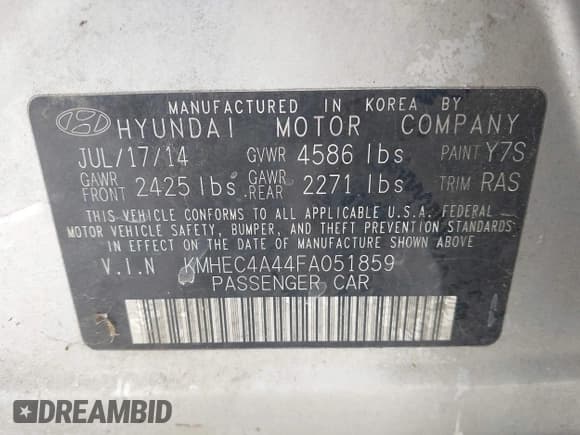 MANUFACTURED IN KOREA BY
HYUNDAI MOTOR COMPANY
JUL/17/14 GVWR 4586 lbs PAINT Y7S
GAWR FRONT 2425 lbs GAWR REAR 2271 lbs TRIM RAS
THIS VEHICLE CONFORMS TO ALL APPLICABLE U.S.A. FEDERAL
MOTOR VEHICLE SAFETY, BUMPER, AND THEFT PREVENTION STANDARDS
IN EFFECT ON THE DATE OF MANUFACTURE SHOWN ABOVE
V.I.N KMHEC4A44FA051859
PASSENGER CAR
DREAMBID